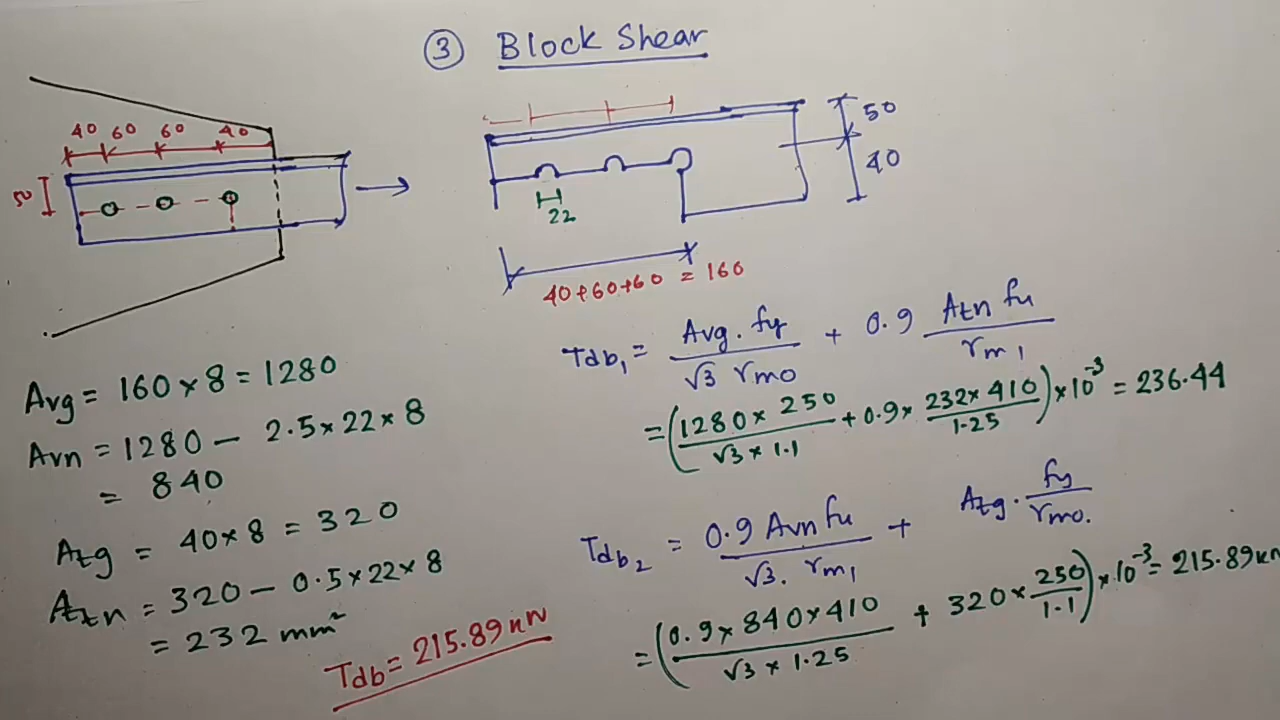 ③ Block Shear
40 60 60 40
50
22
50
40
40+60+60 = 160
Avg = 160 × 8 = 1280
Avn = 1280 - 2.5 × 22 × 8
= 840
Atg = 40 × 8 = 320
Atn = 320 - 0.5 × 22 × 8
= 232 mm²
Tdb = 215.89 kN
Tdb₁ = Avg. fy / √3 γm0 + 0.9 Atn fu / γm1
= (1280 × 250 / √3 × 1.1 + 0.9 × 232 × 410 / 1.25) × 10⁻³ = 236.44
Tdb₂ = 0.9 Avn fu / √3. γm1 + Atg. fy / γm0.
= (0.9 × 840 × 410 / √3 × 1.25 + 320 × 250 / 1.1) × 10⁻³ = 215.89 kN